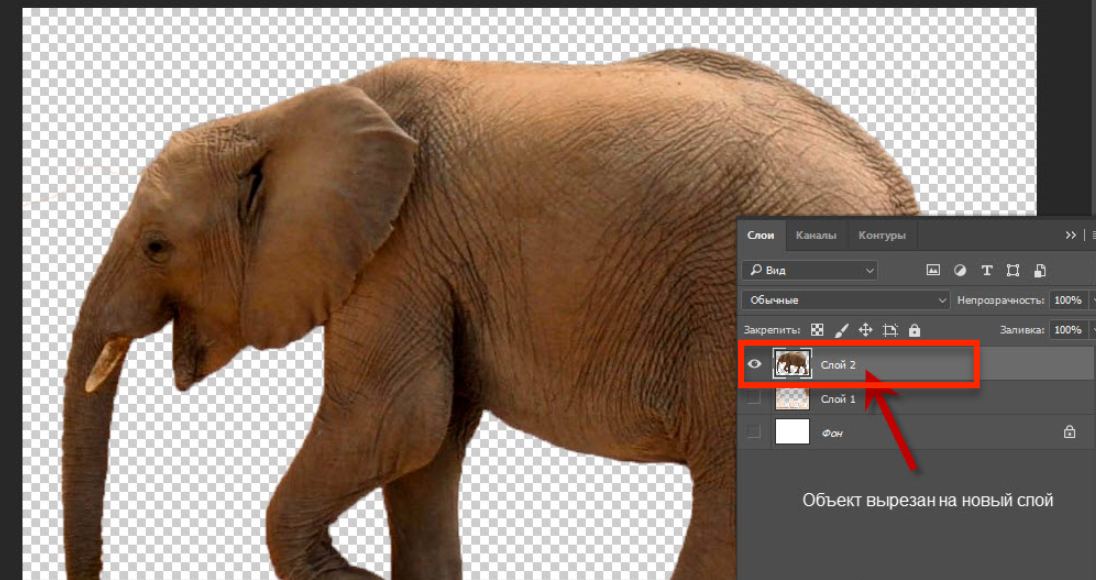 Слои Каналы Контуры
Вид
Обычные Непрозрачность: 100%
Закрепить: Заливка: 100%
Слой 2
Слой 1
Фон
Объект вырезан на новый слой